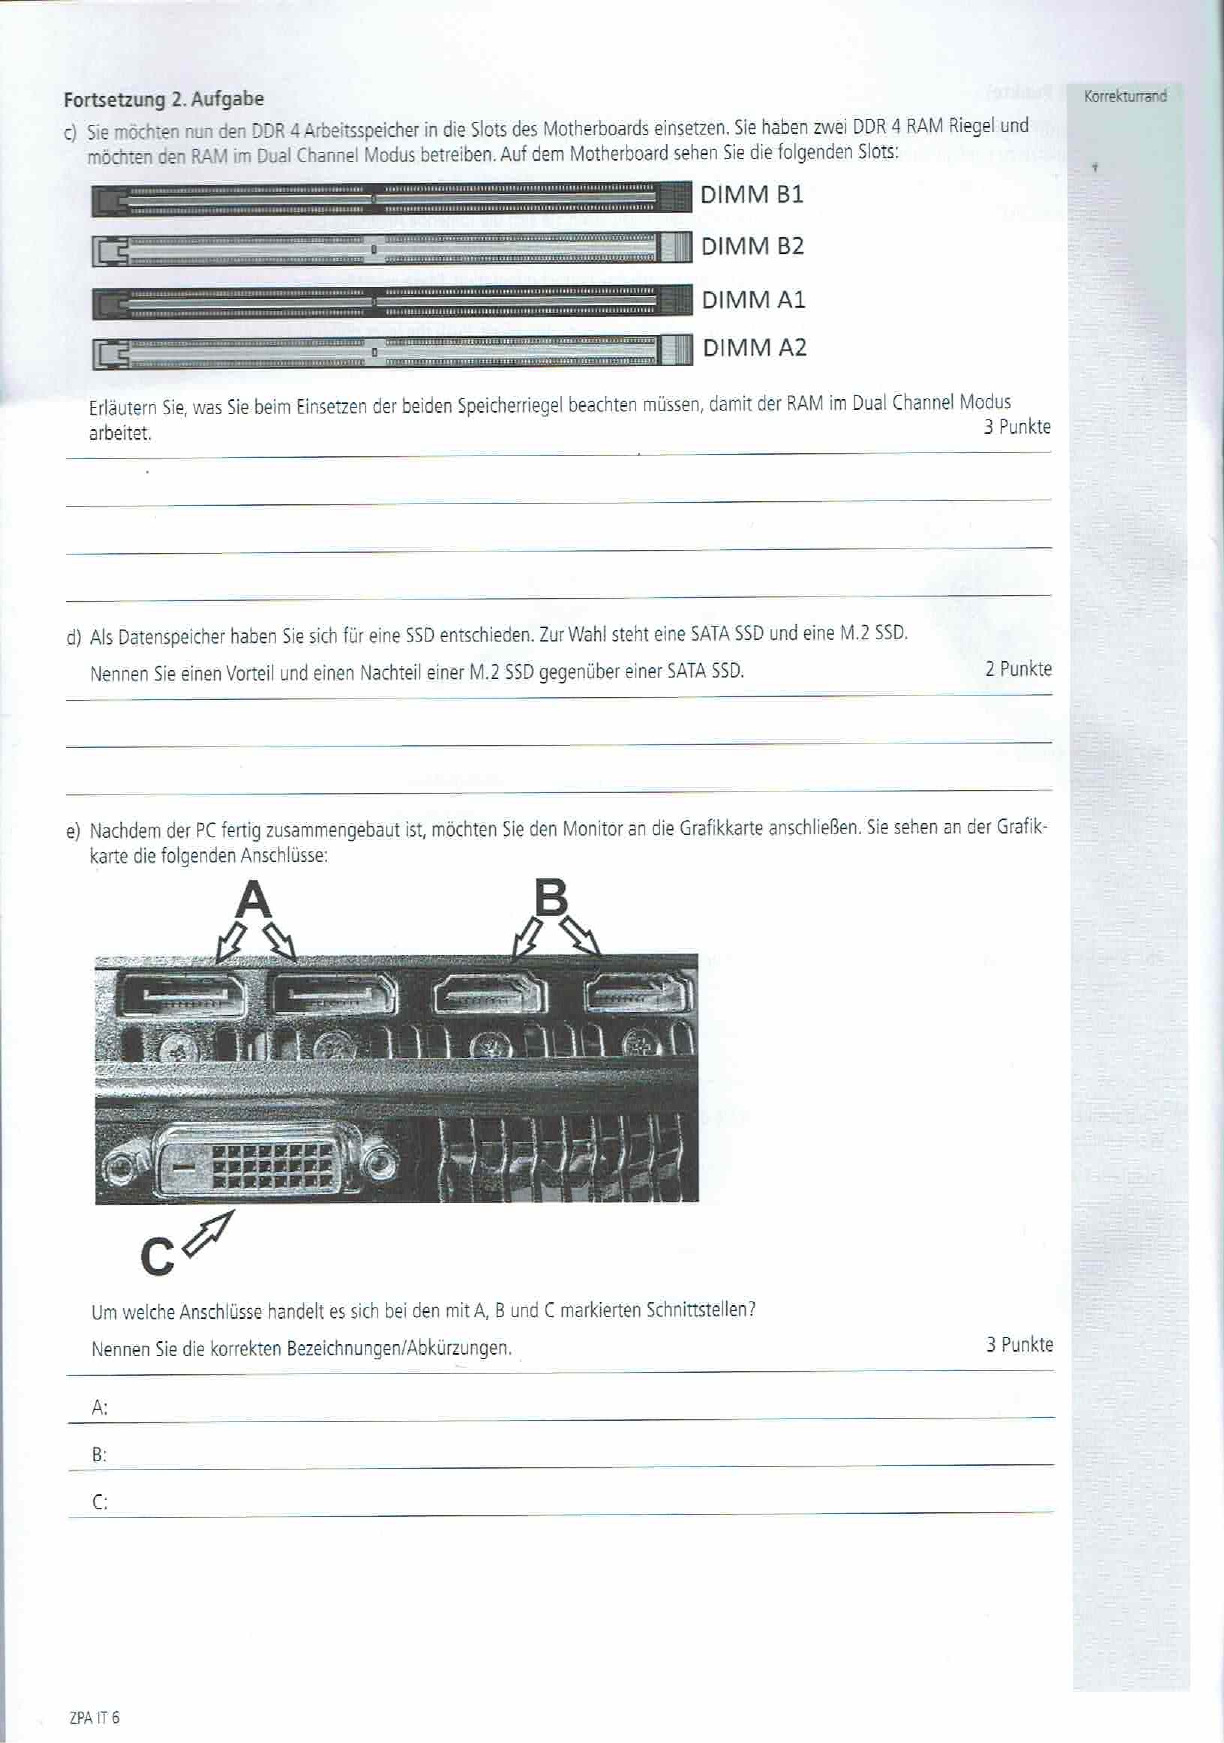 Korrekturrand
Fortsetzung 2. Aufgabe
c) Sie möchten nun den DDR 4 Arbeitsspeicher in die Slots des Motherboards einsetzen. Sie haben zwei DDR 4 RAM Riegel und
möchten den RAM im Dual Channel Modus betreiben. Auf dem Motherboard sehen Sie die folgenden Slots:
DIMM B1
DIMM B2
DIMM A1
DIMM A2
Erläutern Sie, was Sie beim Einsetzen der beiden Speicherriegel beachten müssen, damit der RAM im Dual Channel Modus
arbeitet. 3 Punkte
d) Als Datenspeicher haben Sie sich für eine SSD entschieden. Zur Wahl steht eine SATA SSD und eine M.2 SSD.
Nennen Sie einen Vorteil und einen Nachteil einer M.2 SSD gegenüber einer SATA SSD. 2 Punkte
e) Nachdem der PC fertig zusammengebaut ist, möchten Sie den Monitor an die Grafikkarte anschließen. Sie sehen an der Grafik-
karte die folgenden Anschlüsse:
A B
C
Um welche Anschlüsse handelt es sich bei den mit A, B und C markierten Schnittstellen?
Nennen Sie die korrekten Bezeichnungen/Abkürzungen. 3 Punkte
A:
B:
C:
ZPA IT 6